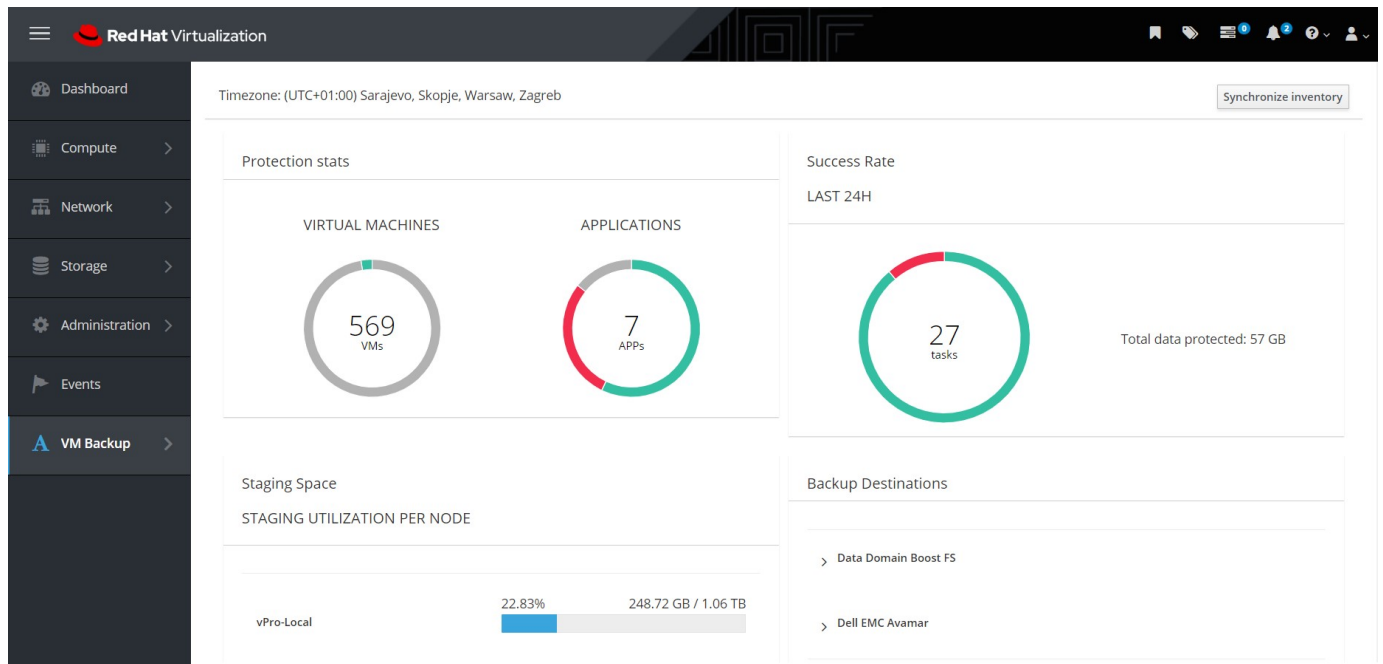 Red Hat Virtualization
0
2
Dashboard
Compute
Network
Storage
Administration
Events
A VM Backup
Timezone: (UTC+01:00) Sarajevo, Skopje, Warsaw, Zagreb
Synchronize inventory
Protection stats
VIRTUAL MACHINES
569
VMs
APPLICATIONS
7
APPs
Success Rate
LAST 24H
27
tasks
Total data protected: 57 GB
Staging Space
STAGING UTILIZATION PER NODE
vPro-Local
22.83%
248.72 GB / 1.06 TB
Backup Destinations
Data Domain Boost FS
Dell EMC Avamar